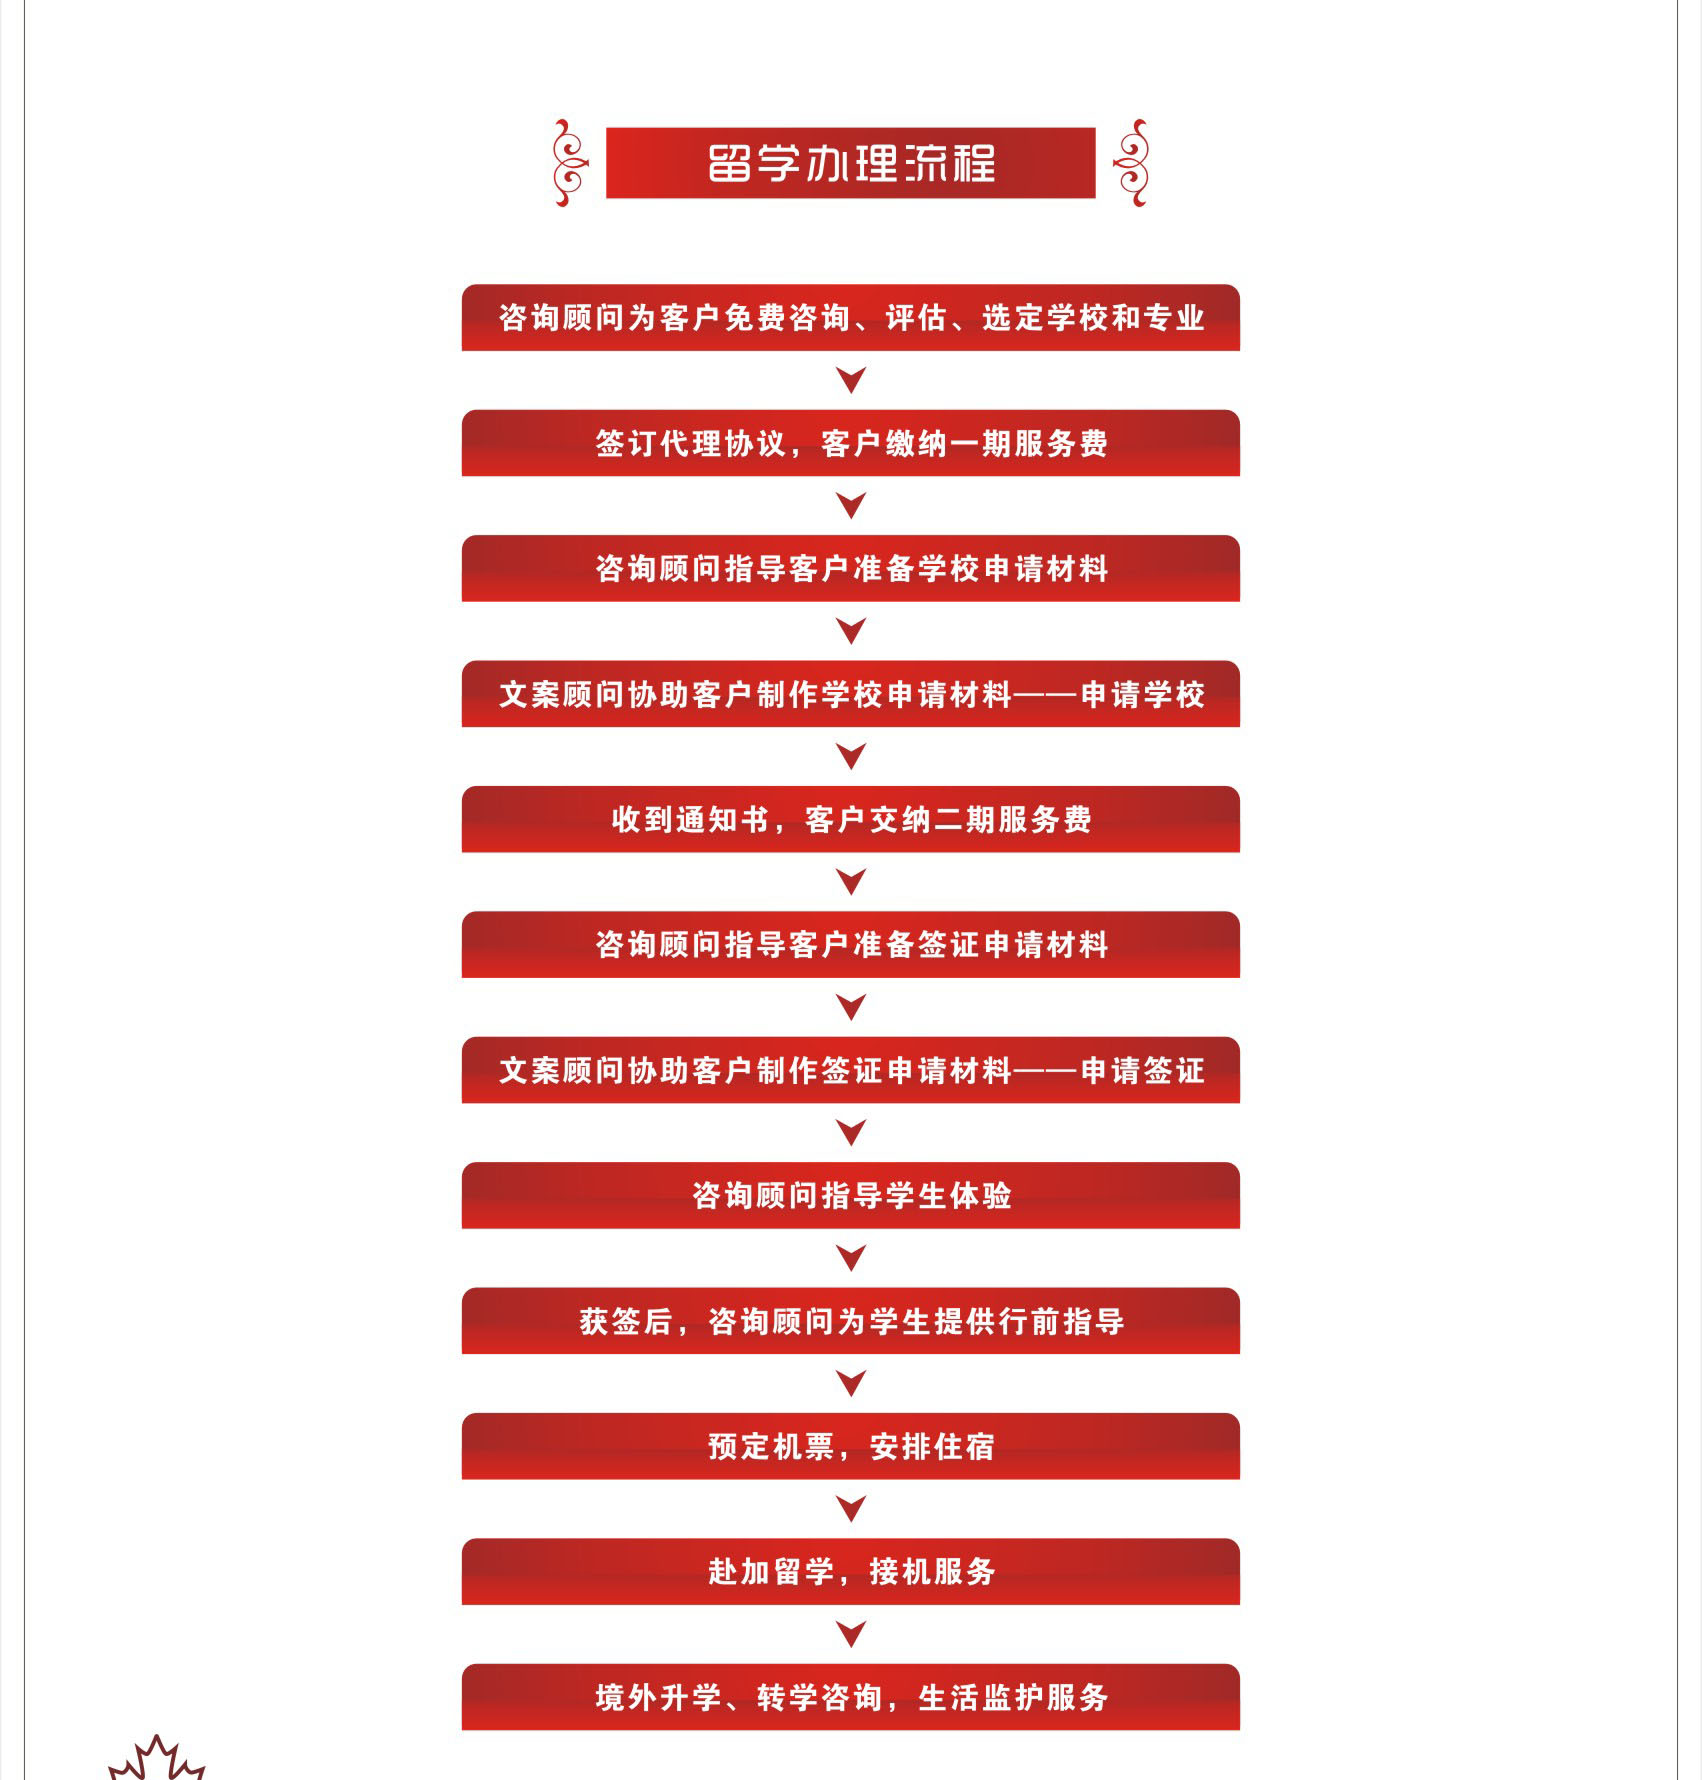 留学办理流程
咨询顾问为客户免费咨询、评估、选定学校和专业
签订代理协议，客户缴纳一期服务费
咨询顾问指导客户准备学校申请材料
文案顾问协助客户制作学校申请材料——申请学校
收到通知书，客户交纳二期服务费
咨询顾问指导客户准备签证申请材料
文案顾问协助客户制作签证申请材料——申请签证
咨询顾问指导学生体验
获签后，咨询顾问为学生提供行前指导
预定机票，安排住宿
赴加留学，接机服务
境外升学、转学咨询，生活监护服务